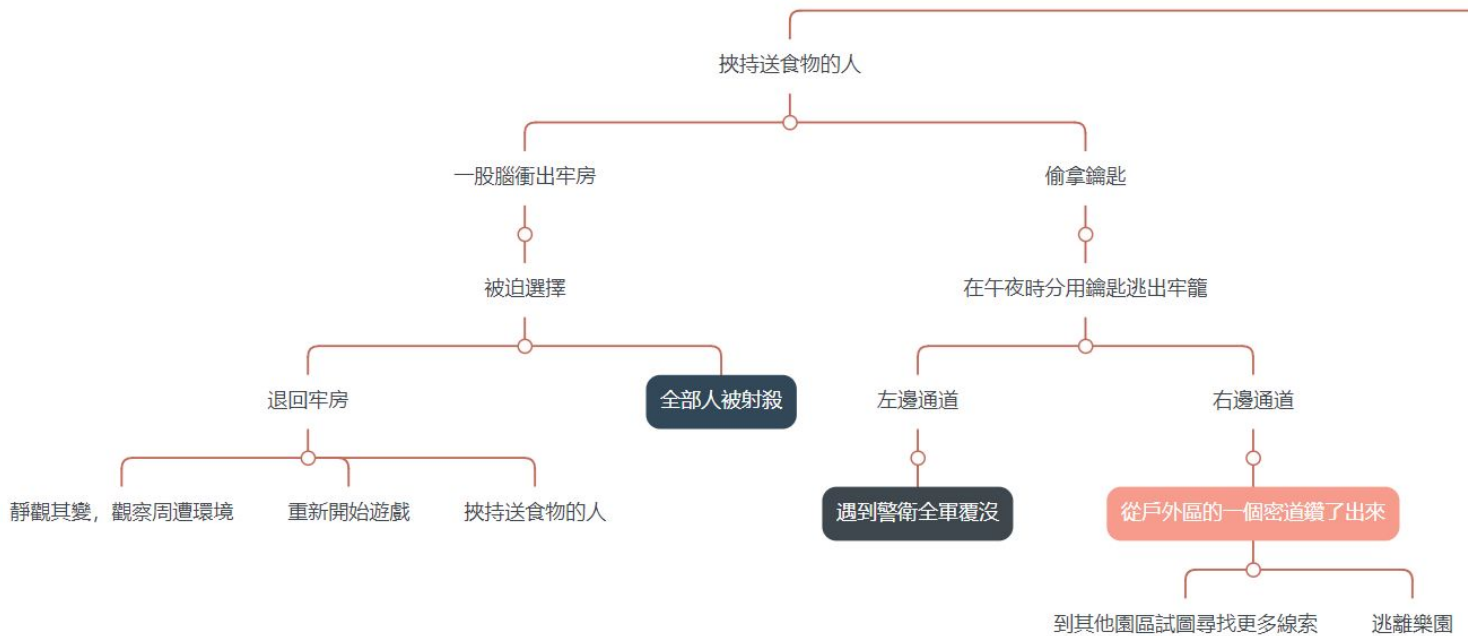 挾持送食物的人
一股腦衝出牢房
偷拿鑰匙
被迫選擇
在午夜時分用鑰匙逃出牢籠
退回牢房
全部人被射殺
左邊通道
右邊通道
靜觀其變，觀察周遭環境
重新開始遊戲
挾持送食物的人
遇到警衛全軍覆沒
從戶外區的一個密道鑽了出來
到其他園區試圖尋找更多線索
逃離樂園